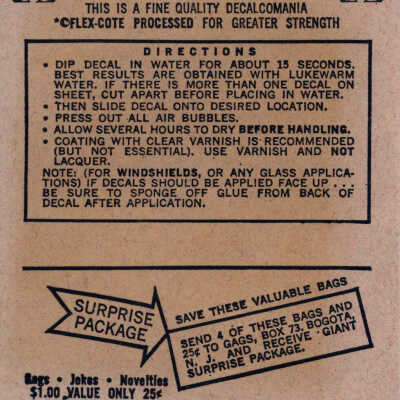 THIS IS A FINE QUALITY DECALCOMANIA
*©FLEX-COTE PROCESSED FOR GREATER STRENGTH
DIRECTIONS
• DIP DECAL IN WATER FOR ABOUT 15 SECONDS.
BEST RESULTS ARE OBTAINED WITH LUKEWARM
WATER. IF THERE IS MORE THAN ONE DECAL ON
SHEET, CUT APART BEFORE PLACING IN WATER.
• THEN SLIDE DECAL ONTO DESIRED LOCATION.
• PRESS OUT ALL AIR BUBBLES.
• ALLOW SEVERAL HOURS TO DRY BEFORE HANDLING.
• COATING WITH CLEAR VARNISH IS RECOMMENDED
(BUT NOT ESSENTIAL). USE VARNISH AND NOT
LACQUER.
NOTE: (FOR WINDSHIELDS, OR ANY GLASS APPLICA-
TIONS) IF DECALS SHOULD BE APPLIED FACE UP ...
BE SURE TO SPONGE OFF GLUE FROM BACK OF
DECAL AFTER APPLICATION.
SURPRISE
PACKAGE
SAVE THESE VALUABLE BAGS
SEND 4 OF THESE BAGS AND
25¢ TO GAGS, BOX 73, BOGOTA,
N. J. AND RECEIVE GIANT
SURPRISE PACKAGE.
Gags • Jokes • Novelties
$1.00 VALUE ONLY 25¢